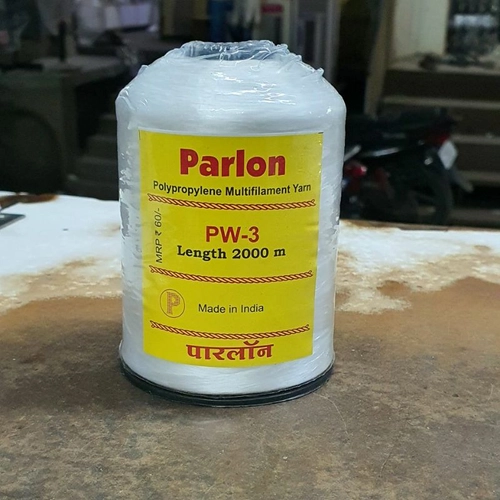 Parlon
Polypropylene Multifilament Yarn
MRP ₹ 60/-
PW-3
Length 2000 m
P
Made in India
पारलॉन